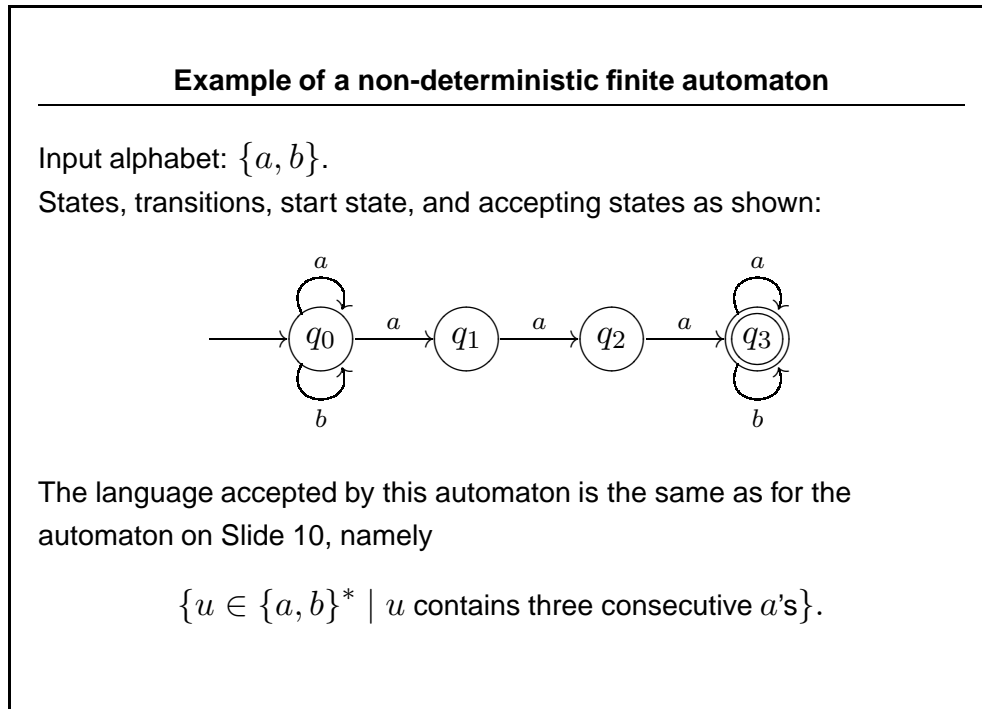 Example of a non-deterministic finite automaton
Input alphabet: {a, b}.
States, transitions, start state, and accepting states as shown:
a a
q0 a q1 a q2 a q3
b b
The language accepted by this automaton is the same as for the
automaton on Slide 10, namely
{u ∈ {a, b}* | u contains three consecutive a's}.